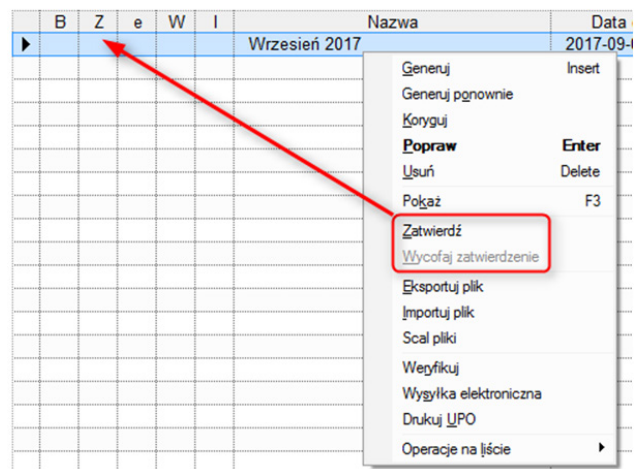 B Z e W I Nazwa Data
Wrzesień 2017 2017-09-
Generuj Insert
Generuj ponownie
Koryguj
Popraw Enter
Usuń Delete
Pokaż F3
Zatwierdź
Wycofaj zatwierdzenie
Eksportuj plik
Importuj plik
Scal pliki
Weryfikuj
Wysyłka elektroniczna
Drukuj UPO
Operacje na liście